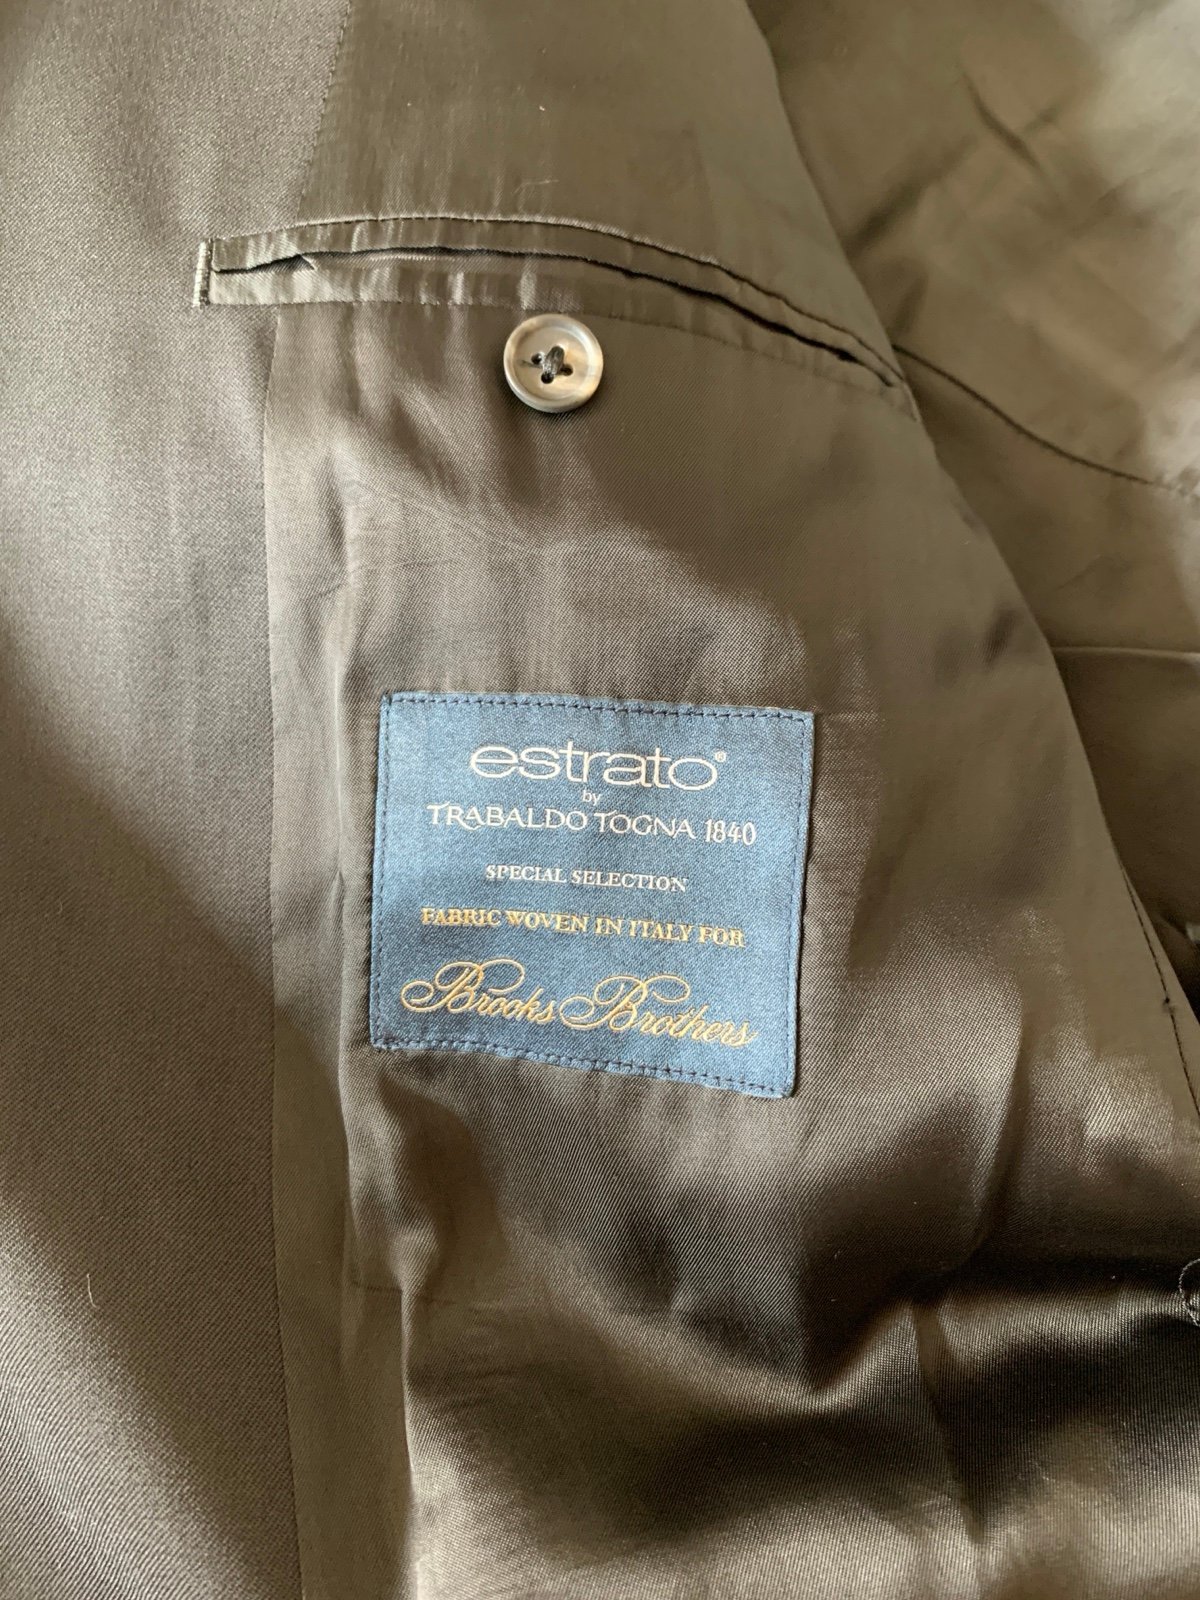 estrato®
by
TRABALDO TOGNA 1840
SPECIAL SELECTION
FABRIC WOVEN IN ITALY FOR
Brooks Brothers